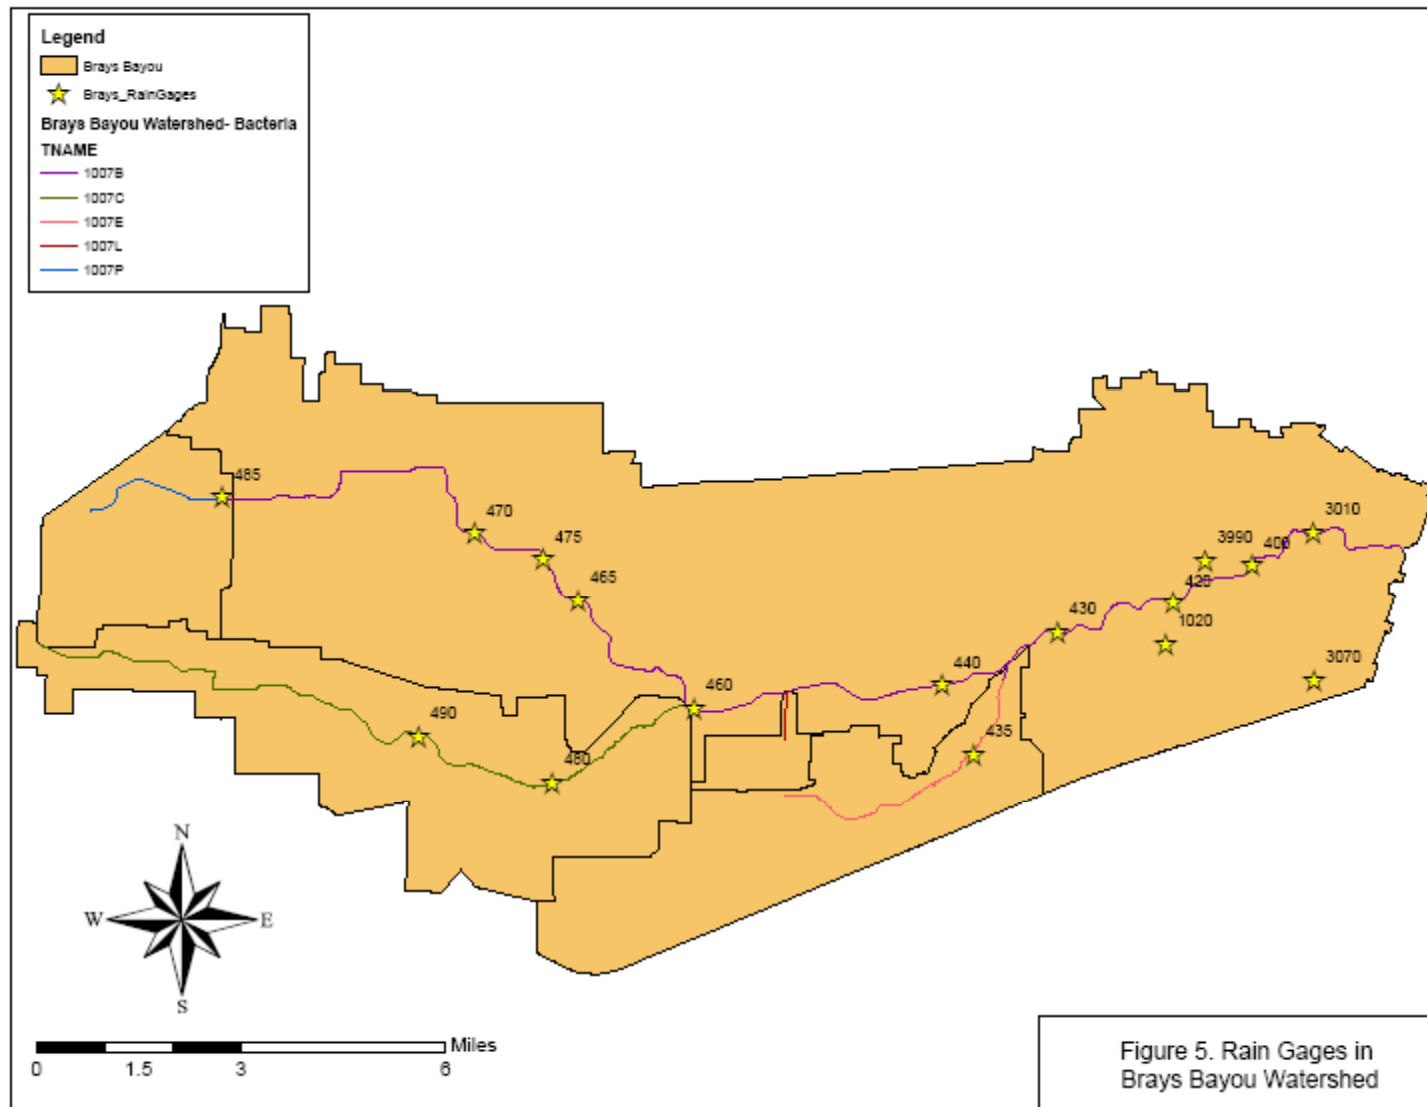 Legend
Brays Bayou
Brays_RainGages
Brays Bayou Watershed- Bacteria
TNAME
1007B
1007C
1007E
1007L
1007P
485
470
475
465
3010
3990
400
420
430
1020
440
3070
460
435
490
480
N
W
E
S
Miles
0
1.5
3
6
Figure 5. Rain Gages in
Brays Bayou Watershed